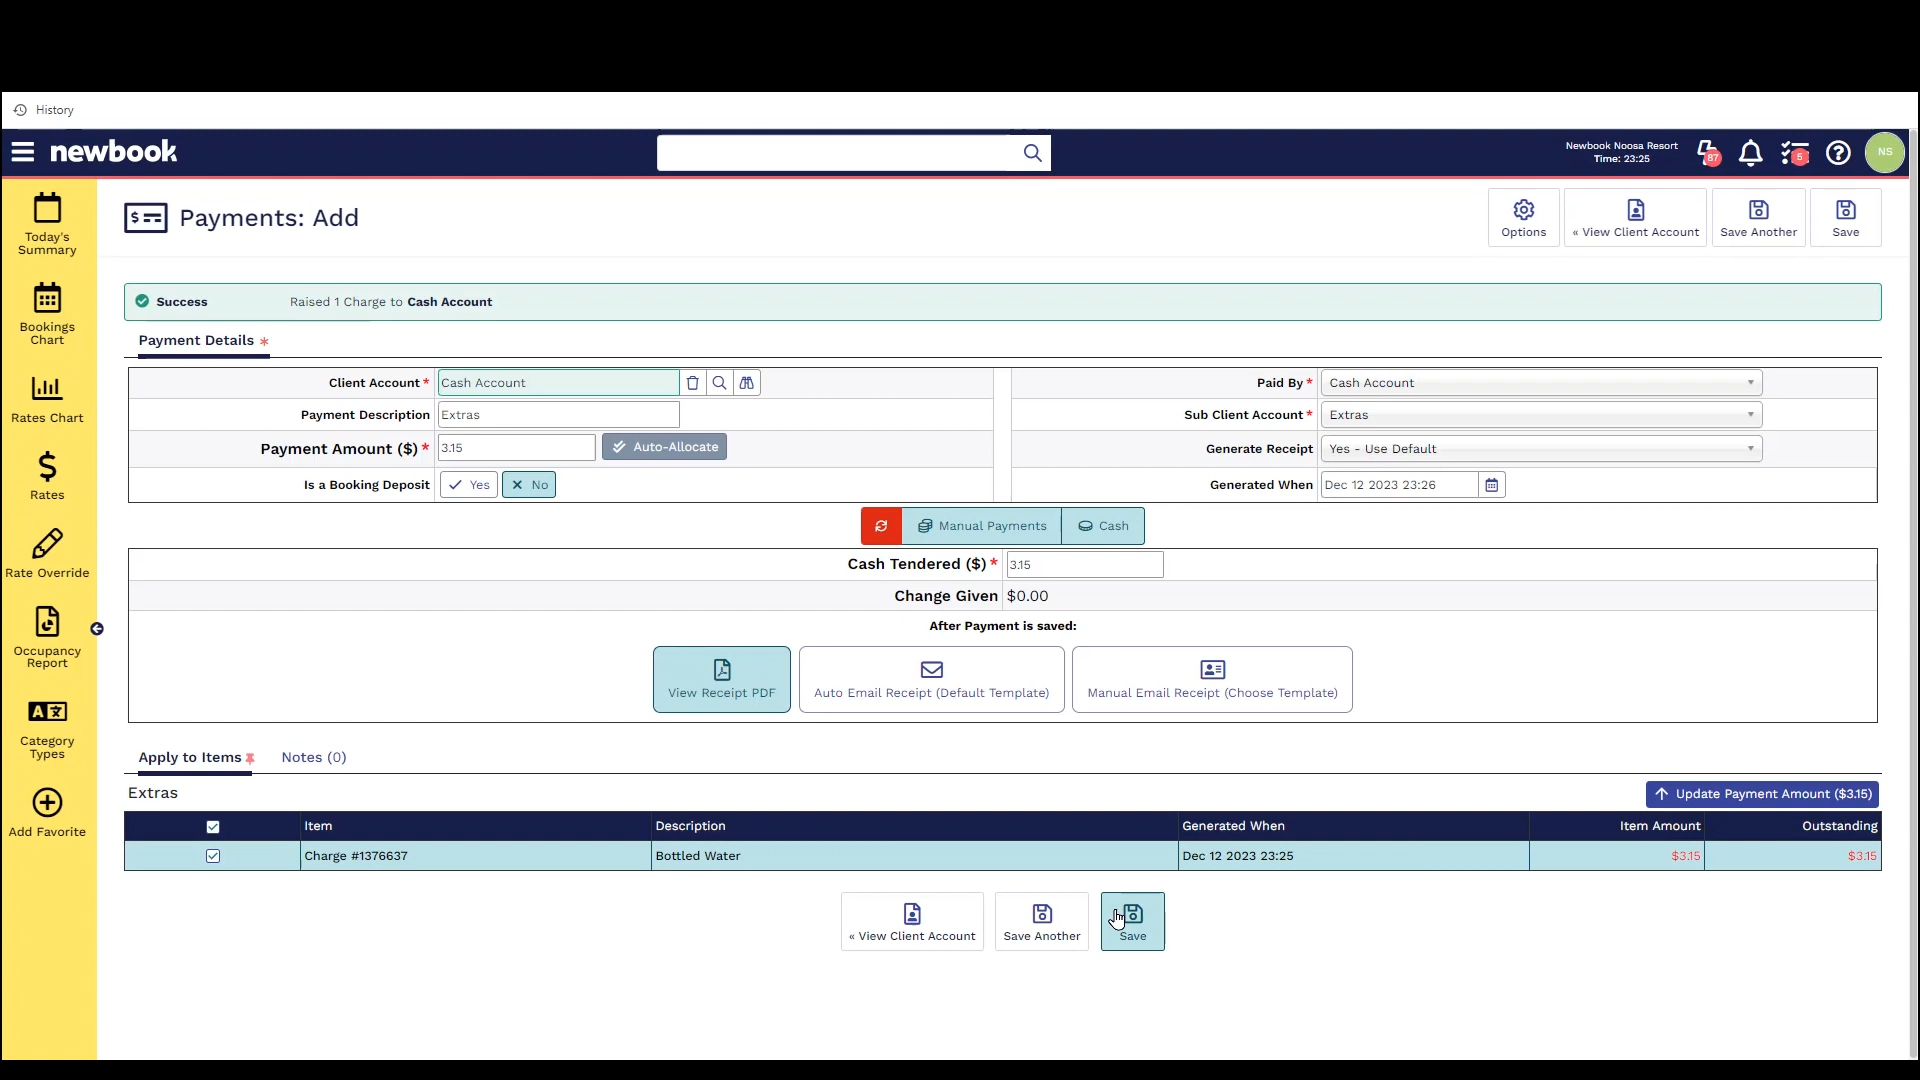 History
newbook
Newbook Noosa Resort
Time: 23:25
87
5
NS
Today's
Summary
Bookings
Chart
Rates Chart
Rates
Rate Override
Occupancy
Report
Category
Types
Add Favorite
Payments: Add
Options
« View Client Account
Save Another
Save
Success Raised 1 Charge to Cash Account
Payment Details *
Client Account * Cash Account
Paid By * Cash Account
Payment Description Extras
Sub Client Account * Extras
Payment Amount ($) * 3.15 Auto-Allocate
Generate Receipt Yes - Use Default
Is a Booking Deposit Yes No
Generated When Dec 12 2023 23:26
Manual Payments Cash
Cash Tendered ($) * 3.15
Change Given $0.00
After Payment is saved:
View Receipt PDF
Auto Email Receipt (Default Template)
Manual Email Receipt (Choose Template)
Apply to Items Notes (0)
Extras
Update Payment Amount ($3.15)
Item Description Generated When Item Amount Outstanding
Charge #1376637 Bottled Water Dec 12 2023 23:25 $3.15 $3.15
« View Client Account
Save Another
Save